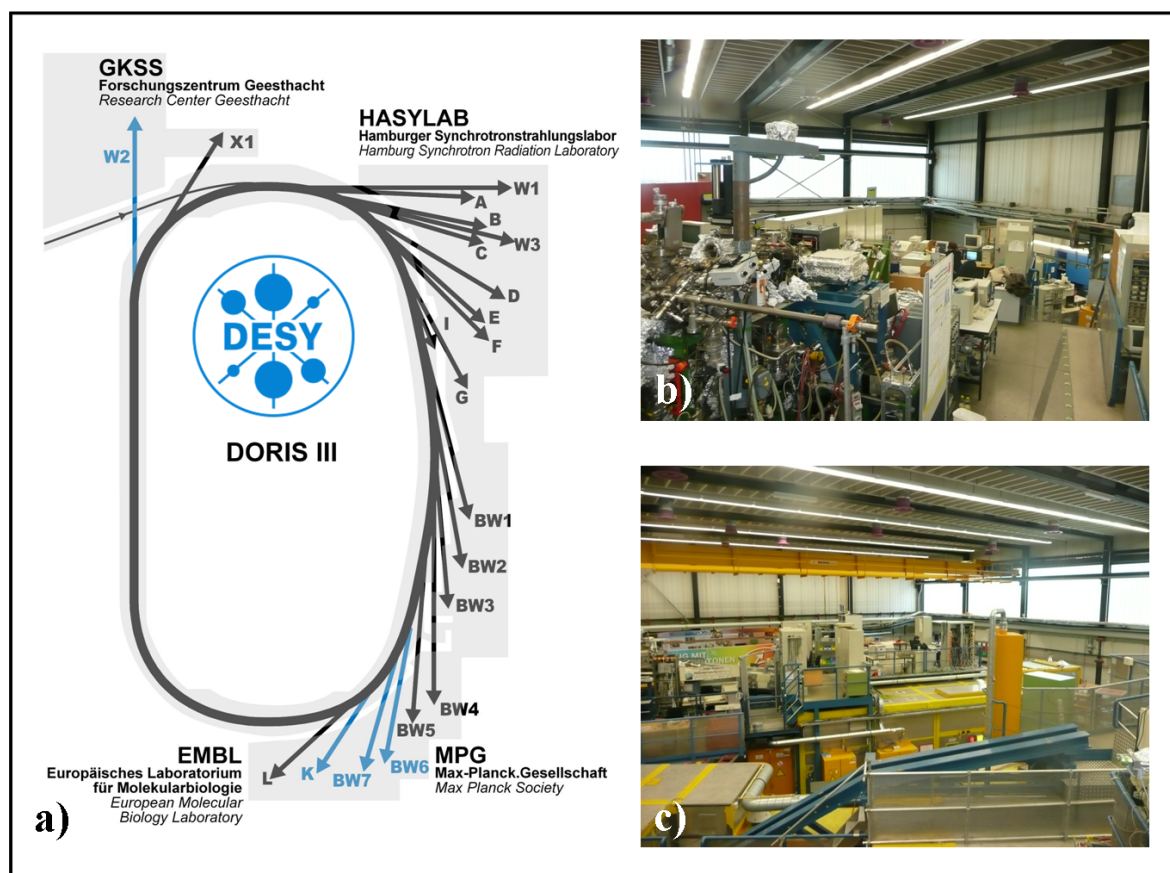 GKSS
Forschungszentrum Geesthacht
Research Center Geesthacht
W2
X1
HASYLAB
Hamburger Synchrotronstrahlungslabor
Hamburg Synchrotron Radiation Laboratory
W1
A
B
W3
C
D
E
F
I
G
DESY
DORIS III
BW1
BW2
BW3
BW4
BW5
BW6
BW7
K
L
EMBL
Europäisches Laboratorium
für Molekularbiologie
European Molecular
Biology Laboratory
MPG
Max-Planck.Gesellschaft
Max Planck Society
a)
b)
c)
IG MIT